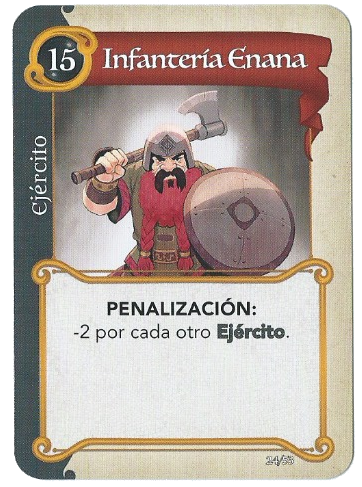 15 Infantería Enana
Ejército
PENALIZACIÓN:
-2 por cada otro Ejército.
24/53